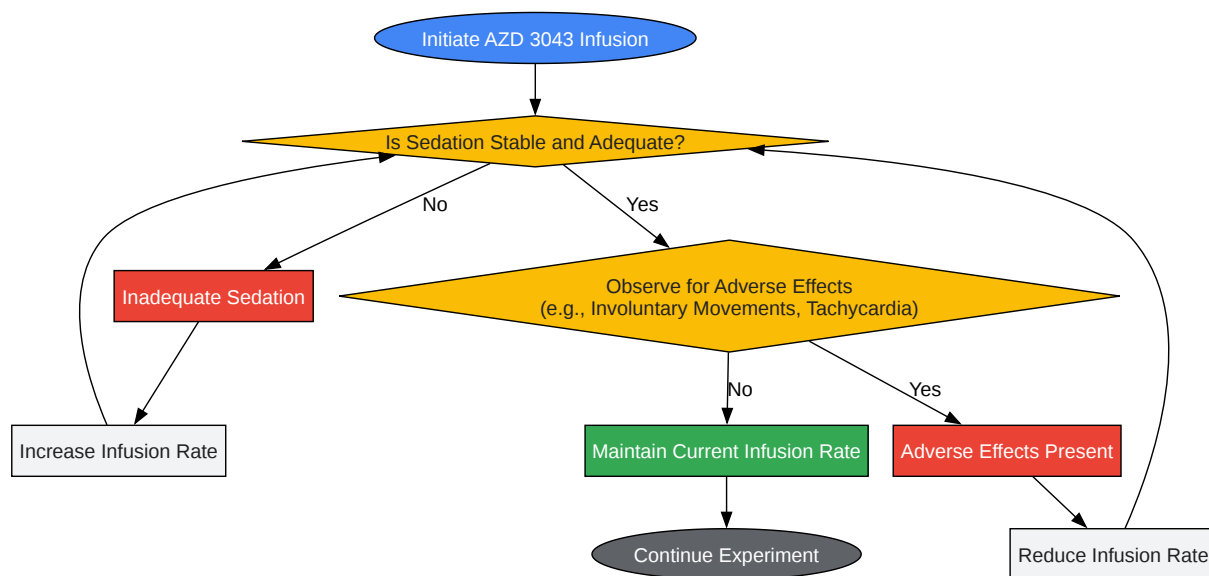 Initiate AZD 3043 Infusion
Is Sedation Stable and Adequate?
No
Yes
Inadequate Sedation
Observe for Adverse Effects
(e.g., Involuntary Movements, Tachycardia)
No
Yes
Increase Infusion Rate
Maintain Current Infusion Rate
Adverse Effects Present
Continue Experiment
Reduce Infusion Rate